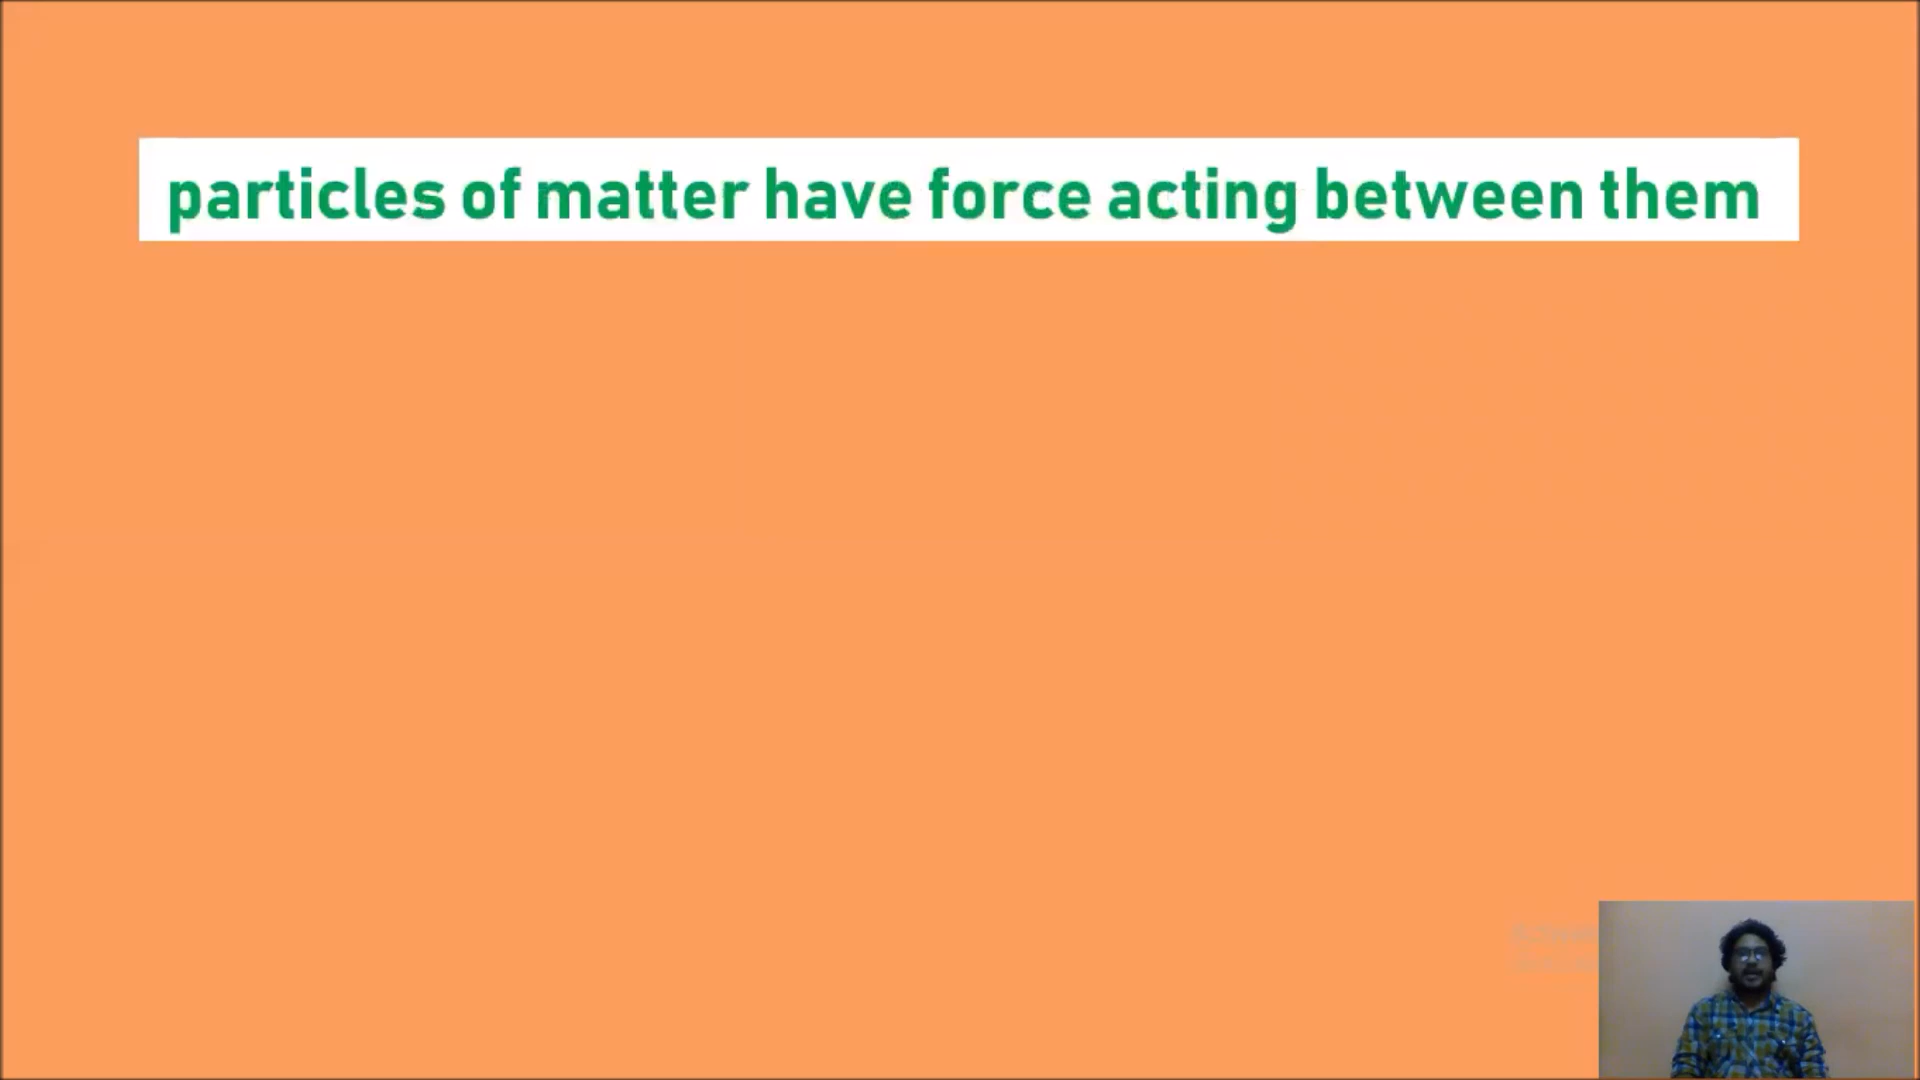 particles of matter have force acting between them